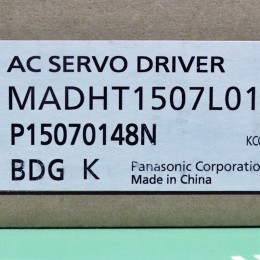 AC SERVO DRIVER
MADHT1507L01
P15070148N
BDG K
Panasonic Corporation
Made in China